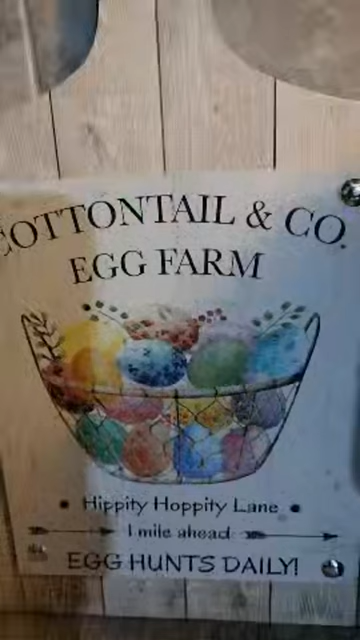 COTTONTAIL & CO.
EGG FARM
• Hippity Hoppity Lane •
1 mile ahead
EGG HUNTS DAILY!